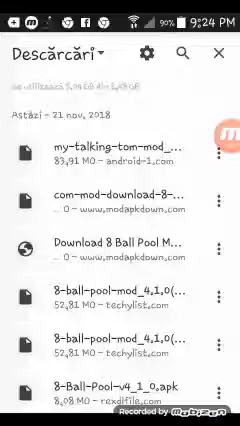 90% 9:24 PM
Descărcări
Se utilizează
Astăzi - 21 nov. 2018
my-talking-tom-mod_...
83,91 MO - android-1.com
com-mod-download-8-...
... 0 - www.modapkdown.com
Download 8 Ball Pool M...
... 0 - www.modapkdown.com
8-ball-pool-mod_4.1.0(...
52,81 MO - techylist.com
8-ball-pool-mod_4.1.0(...
52,81 MO - techylist.com
8-Ball-Pool-v4_1_0.apk
8,08 MO - rexdlfile.com
Recorded by Mobizen